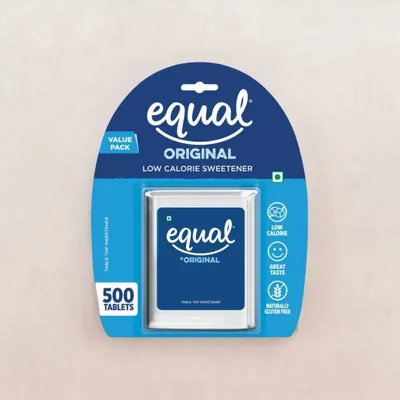 equal®
VALUE
PACK
ORIGINAL
LOW CALORIE SWEETENER
equal
*ORIGINAL
TABLE TOP SWEETENER
TABLE TOP SWEETENER
500
TABLETS
LOW
CALORIE
GREAT
TASTE
NATURALLY
GLUTEN FREE